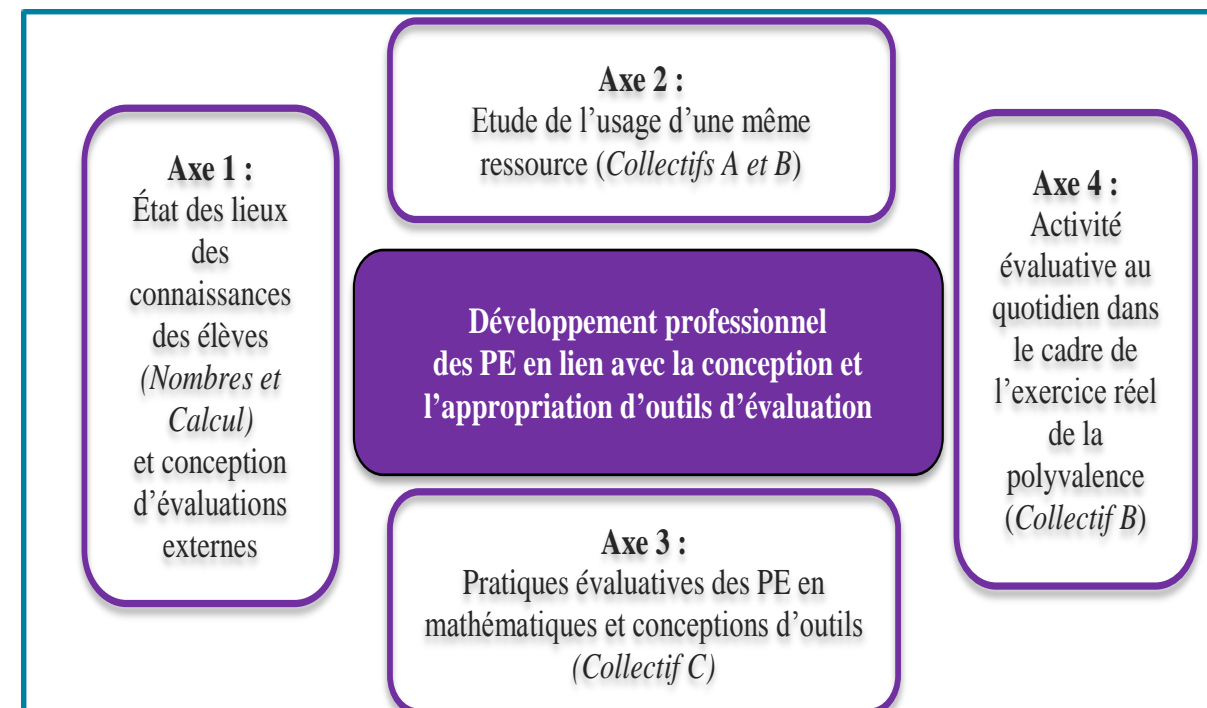 Axe 1 :
État des lieux
des
connaissances
des élèves
(Nombres et
Calcul)
et conception
d’évaluations
externes
Axe 2 :
Etude de l’usage d’une même
ressource (Collectifs A et B)
Développement professionnel
des PE en lien avec la conception et
l’appropriation d’outils d’évaluation
Axe 3 :
Pratiques évaluatives des PE en
mathématiques et conceptions d’outils
(Collectif C)
Axe 4 :
Activité
évaluative au
quotidien dans
le cadre de
l’exercice réel
de la
polyvalence
(Collectif B)